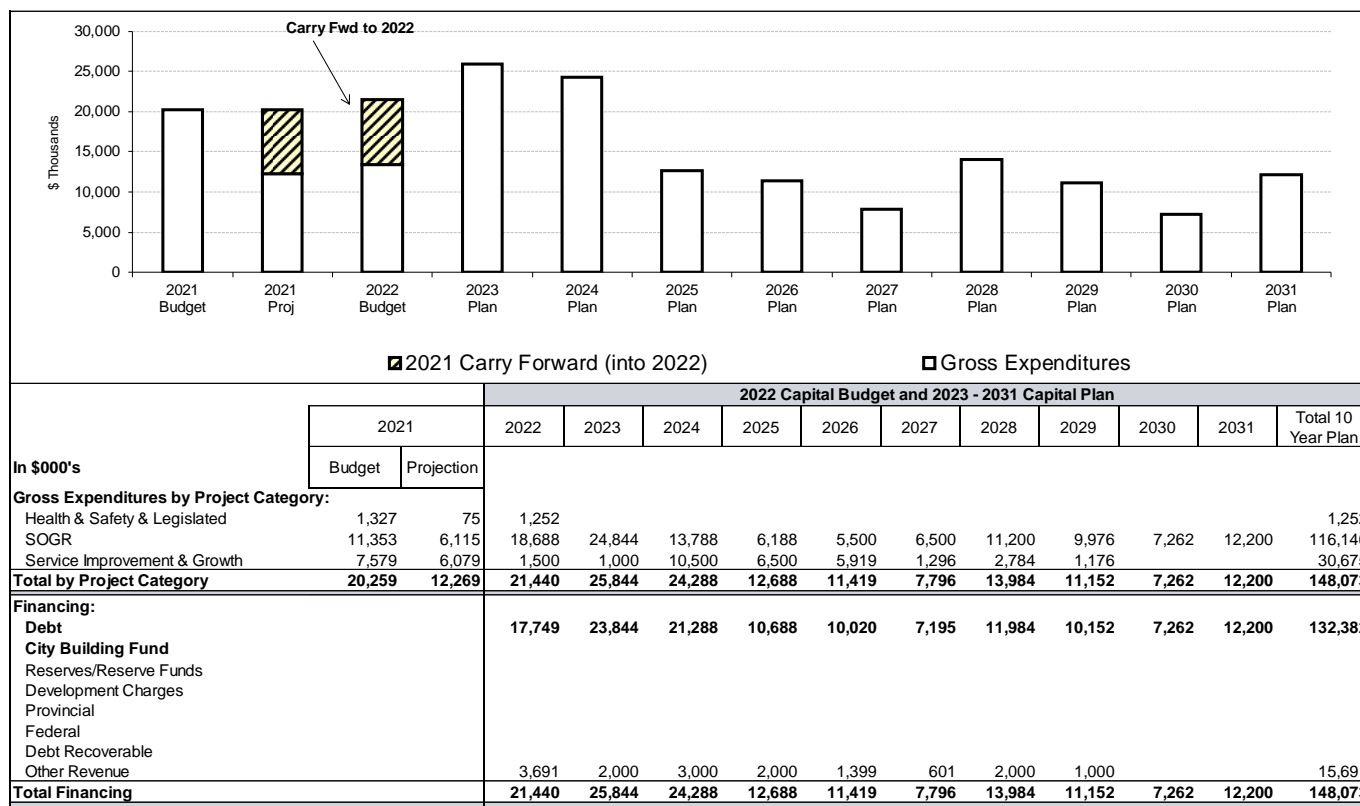 Carry Fwd to 2022
30,000
25,000
20,000
15,000
10,000
5,000
0
$ Thousands
2021 Budget 2021 Proj 2022 Budget 2023 Plan 2024 Plan 2025 Plan 2026 Plan 2027 Plan 2028 Plan 2029 Plan 2030 Plan 2031 Plan
2021 Carry Forward (into 2022) Gross Expenditures
2022 Capital Budget and 2023 - 2031 Capital Plan
2021 2022 2023 2024 2025 2026 2027 2028 2029 2030 2031 Total 10 Year Plan
In $000's Budget Projection
Gross Expenditures by Project Category:
Health & Safety & Legislated 1,327 75 1,252
SOGR 11,353 6,115 18,688 24,844 13,788 6,188 5,500 6,500 11,200 9,976 7,262 12,200
Service Improvement & Growth 7,579 6,079 1,500 1,000 10,500 6,500 5,919 1,296 2,784 1,176
Total by Project Category 20,259 12,269 21,440 25,844 24,288 12,688 11,419 7,796 13,984 11,152 7,262 12,200
Financing:
Debt 17,749 23,844 21,288 10,688 10,020 7,195 11,984 10,152 7,262 12,200
City Building Fund
Reserves/Reserve Funds
Development Charges
Provincial
Federal
Debt Recoverable
Other Revenue 3,691 2,000 3,000 2,000 1,399 601 2,000 1,000
Total Financing 21,440 25,844 24,288 12,688 11,419 7,796 13,984 11,152 7,262 12,200